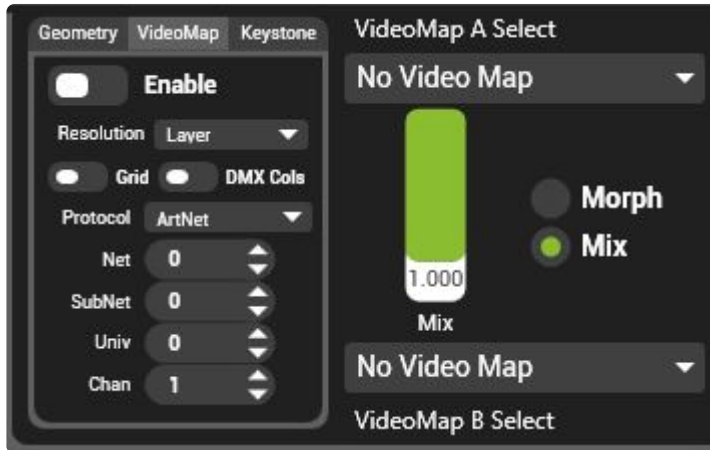 Geometry VideoMap Keystone
Enable
Resolution Layer
Grid DMX Cols
Protocol ArtNet
Net 0
SubNet 0
Univ 0
Chan 1
VideoMap A Select
No Video Map
1.000
Mix
Morph
Mix
No Video Map
VideoMap B Select